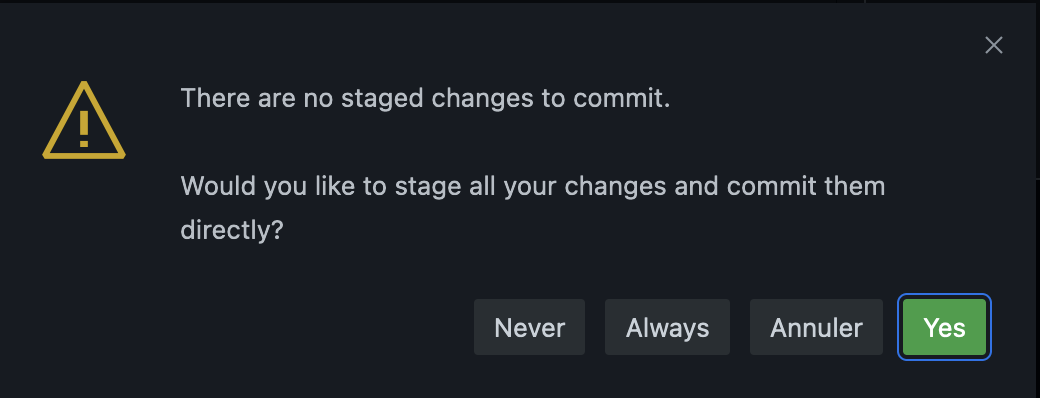 There are no staged changes to commit.
Would you like to stage all your changes and commit them
directly?
Never
Always
Annuler
Yes